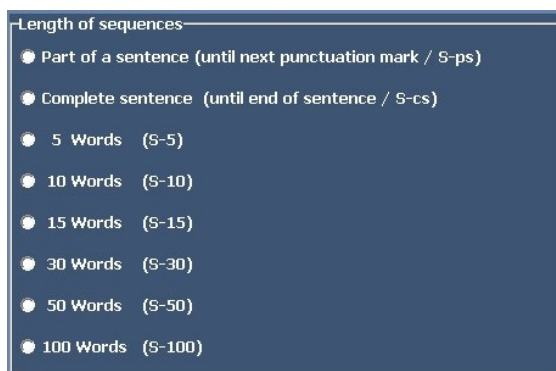 Length of sequences
Part of a sentence (until next punctuation mark / S-ps)
Complete sentence (until end of sentence / S-cs)
5 Words (S-5)
10 Words (S-10)
15 Words (S-15)
30 Words (S-30)
50 Words (S-50)
100 Words (S-100)